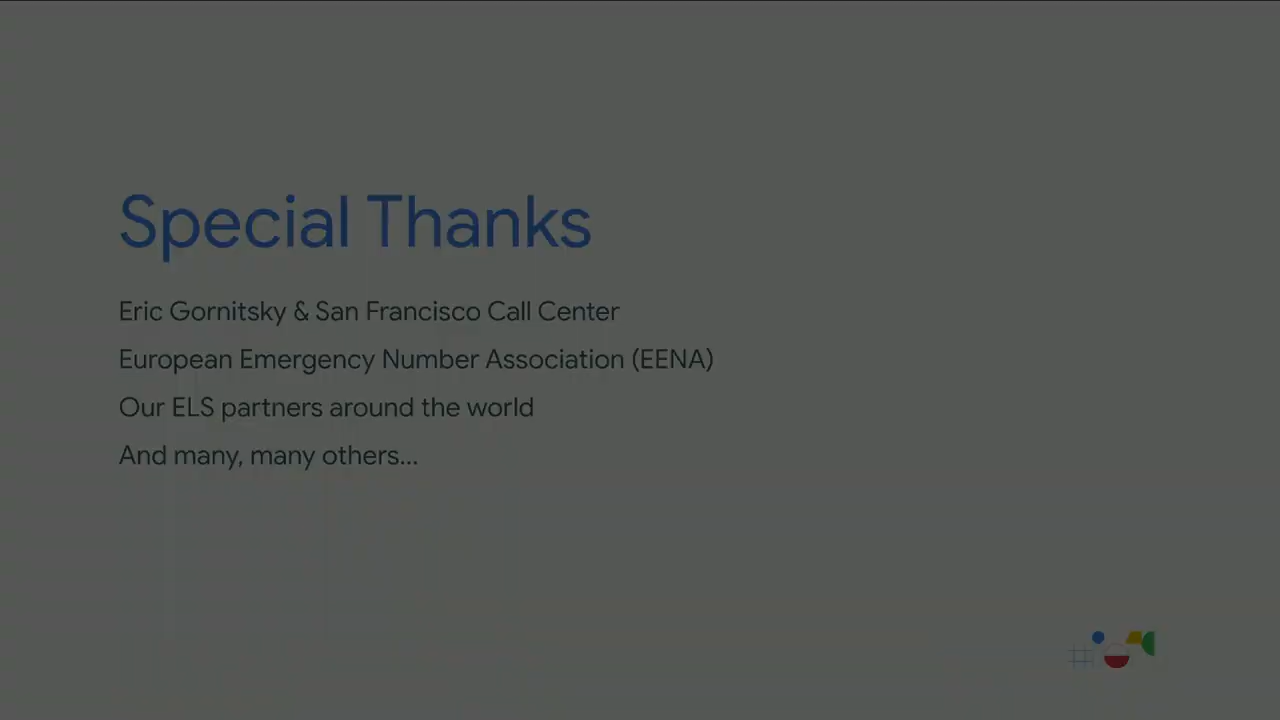 Special Thanks
Eric Gornitsky & San Francisco Call Center
European Emergency Number Association (EENA)
Our ELS partners around the world
And many, many others...